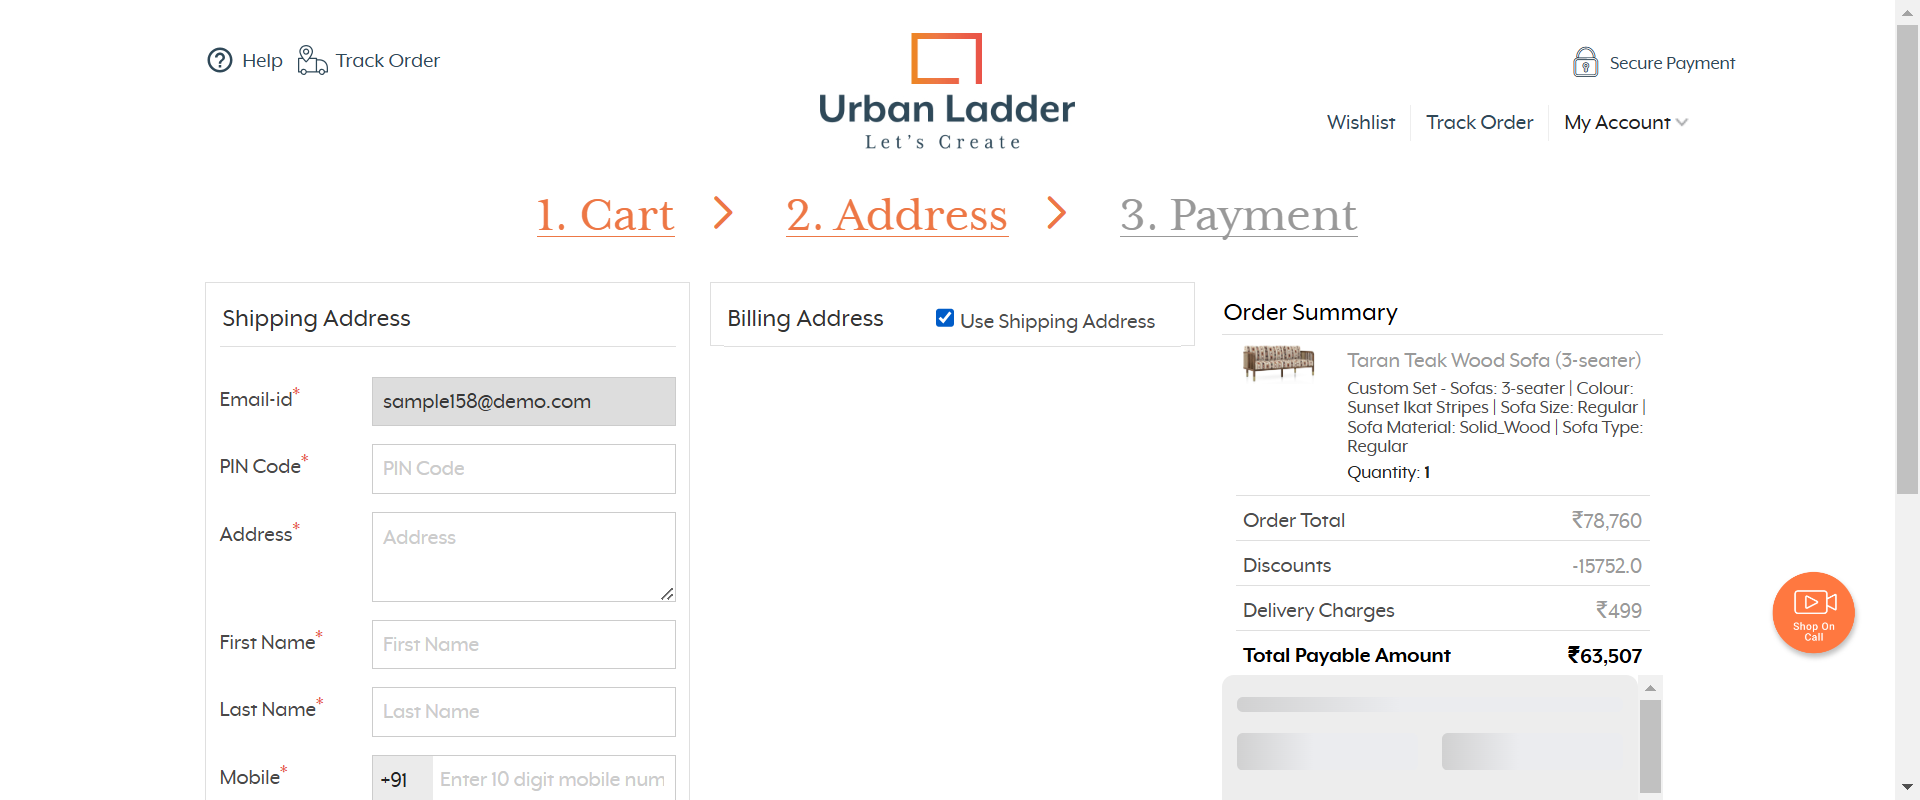 Help
Track Order
Urban Ladder
Let's Create
Secure Payment
Wishlist
Track Order
My Account
1. Cart
2. Address
3. Payment
Shipping Address
Email-id*
sample158@demo.com
PIN Code*
PIN Code
Address*
Address
First Name*
First Name
Last Name*
Last Name
Mobile*
+91
Enter 10 digit mobile num
Billing Address
Use Shipping Address
Order Summary
Taran Teak Wood Sofa (3-seater)
Custom Set - Sofas: 3-seater | Colour:
Sunset Ikat Stripes | Sofa Size: Regular |
Sofa Material: Solid_Wood | Sofa Type:
Regular
Quantity: 1
Order Total ₹78,760
Discounts -15752.0
Delivery Charges ₹499
Total Payable Amount ₹63,507
Shop On
Call